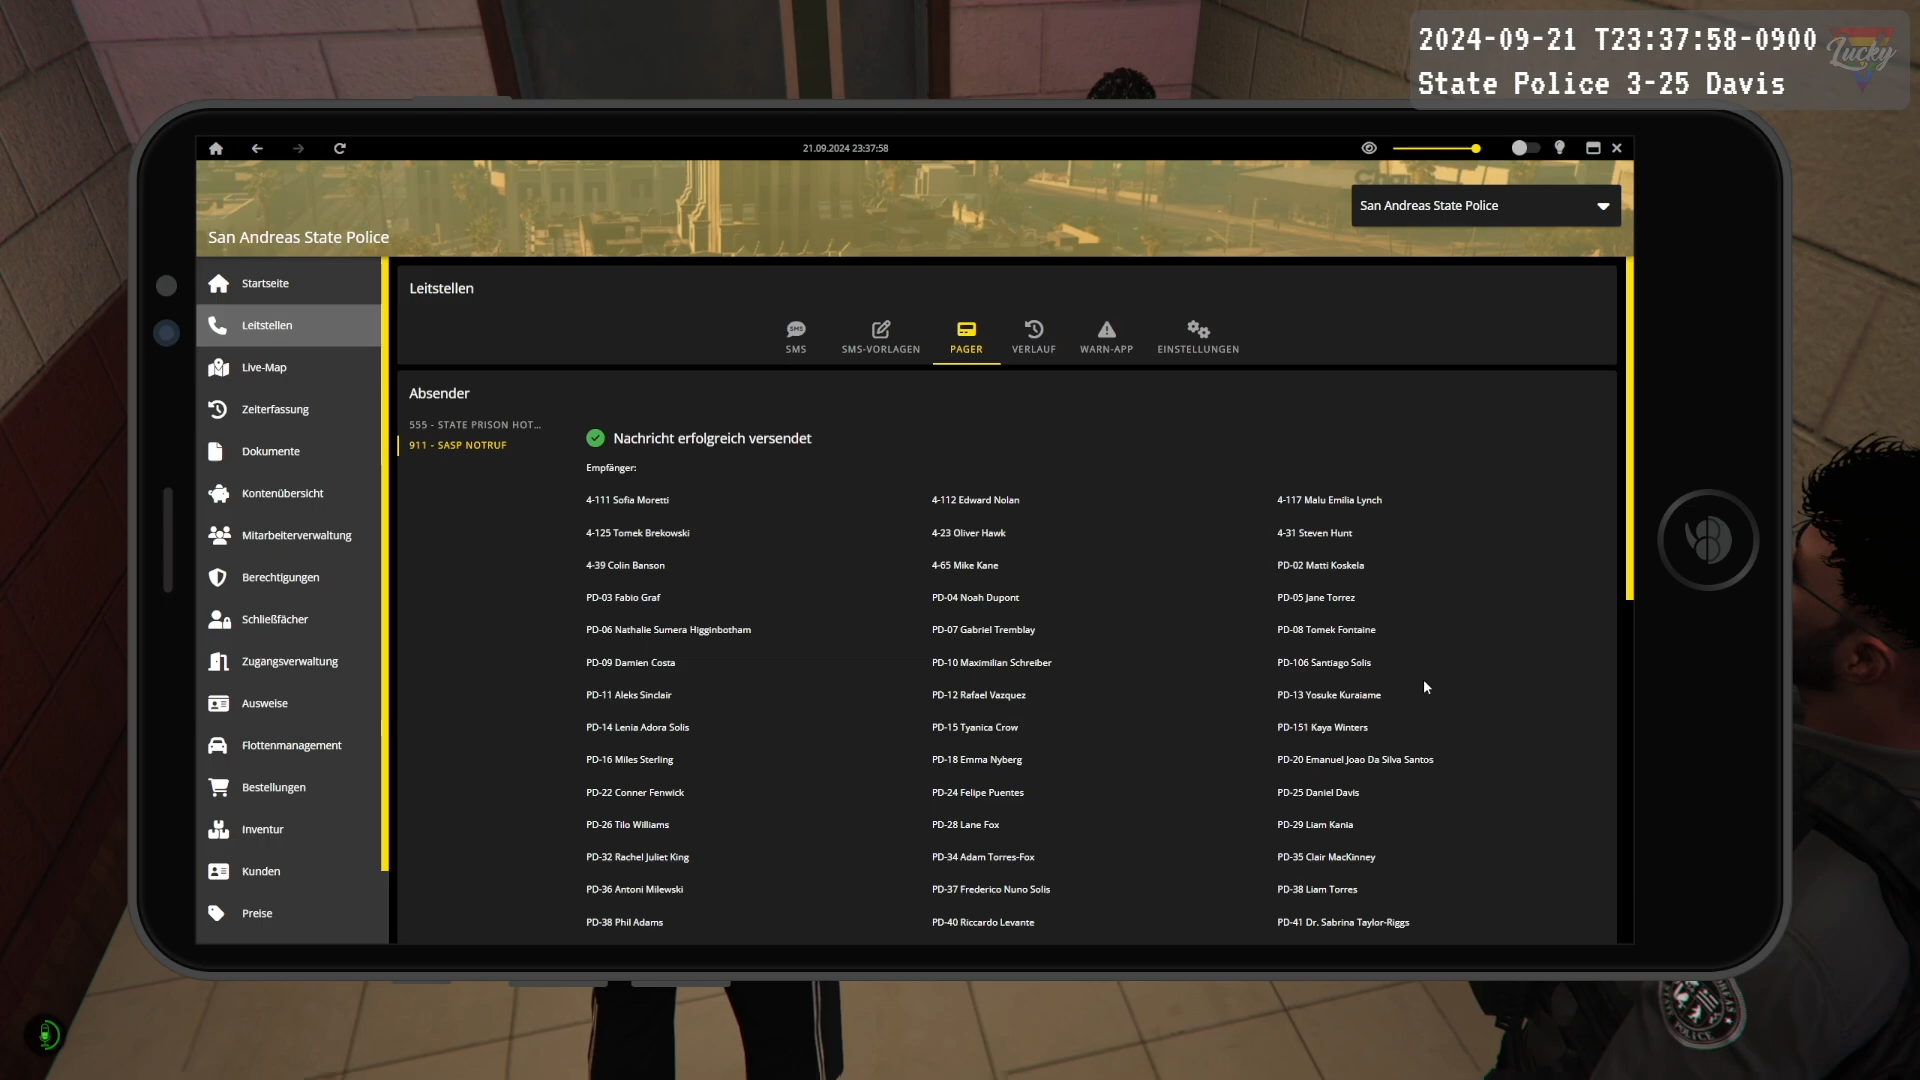 2024-09-21 T23:37:58-0900
State Police 3-25 Davis
Lucky
21.09.2024 23:37:58
San Andreas State Police
San Andreas State Police
Startseite
Leitstellen
Live-Map
Zeiterfassung
Dokumente
Kontenübersicht
Mitarbeiterverwaltung
Berechtigungen
Schließfächer
Zugangsverwaltung
Ausweise
Flottenmanagement
Bestellungen
Inventur
Kunden
Preise
Leitstellen
SMS
SMS-VORLAGEN
PAGER
VERLAUF
WARN-APP
EINSTELLUNGEN
Absender
555 - STATE PRISON HOT...
911 - SASP NOTRUF
Nachricht erfolgreich versendet
Empfänger:
4-111 Sofia Moretti
4-112 Edward Nolan
4-117 Malu Emilia Lynch
4-125 Tomek Brekowski
4-23 Oliver Hawk
4-31 Steven Hunt
4-39 Colin Banson
4-65 Mike Kane
PD-02 Matti Koskela
PD-03 Fabio Graf
PD-04 Noah Dupont
PD-05 Jane Torrez
PD-06 Nathalie Sumera Higginbotham
PD-07 Gabriel Tremblay
PD-08 Tomek Fontaine
PD-09 Damien Costa
PD-10 Maximilian Schreiber
PD-106 Santiago Solis
PD-11 Aleks Sinclair
PD-12 Rafael Vazquez
PD-13 Yosuke Kuraiame
PD-14 Lenia Adora Solis
PD-15 Tyanica Crow
PD-151 Kaya Winters
PD-16 Miles Sterling
PD-18 Emma Nyberg
PD-20 Emanuel Joao Da Silva Santos
PD-22 Conner Fenwick
PD-24 Felipe Puentes
PD-25 Daniel Davis
PD-26 Tilo Williams
PD-28 Lane Fox
PD-29 Liam Kania
PD-32 Rachel Juliet King
PD-34 Adam Torres-Fox
PD-35 Clair MacKinney
PD-36 Antoni Milewski
PD-37 Frederico Nuno Solis
PD-38 Liam Torres
PD-38 Phil Adams
PD-40 Riccardo Levante
PD-41 Dr. Sabrina Taylor-Riggs
POLICE